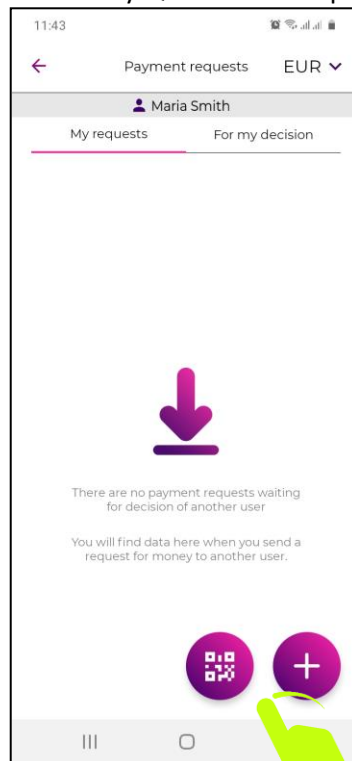 11:43
Payment requests EUR
Maria Smith
My requests For my decision
There are no payment requests waiting
for decision of another user
You will find data here when you send a
request for money to another user.